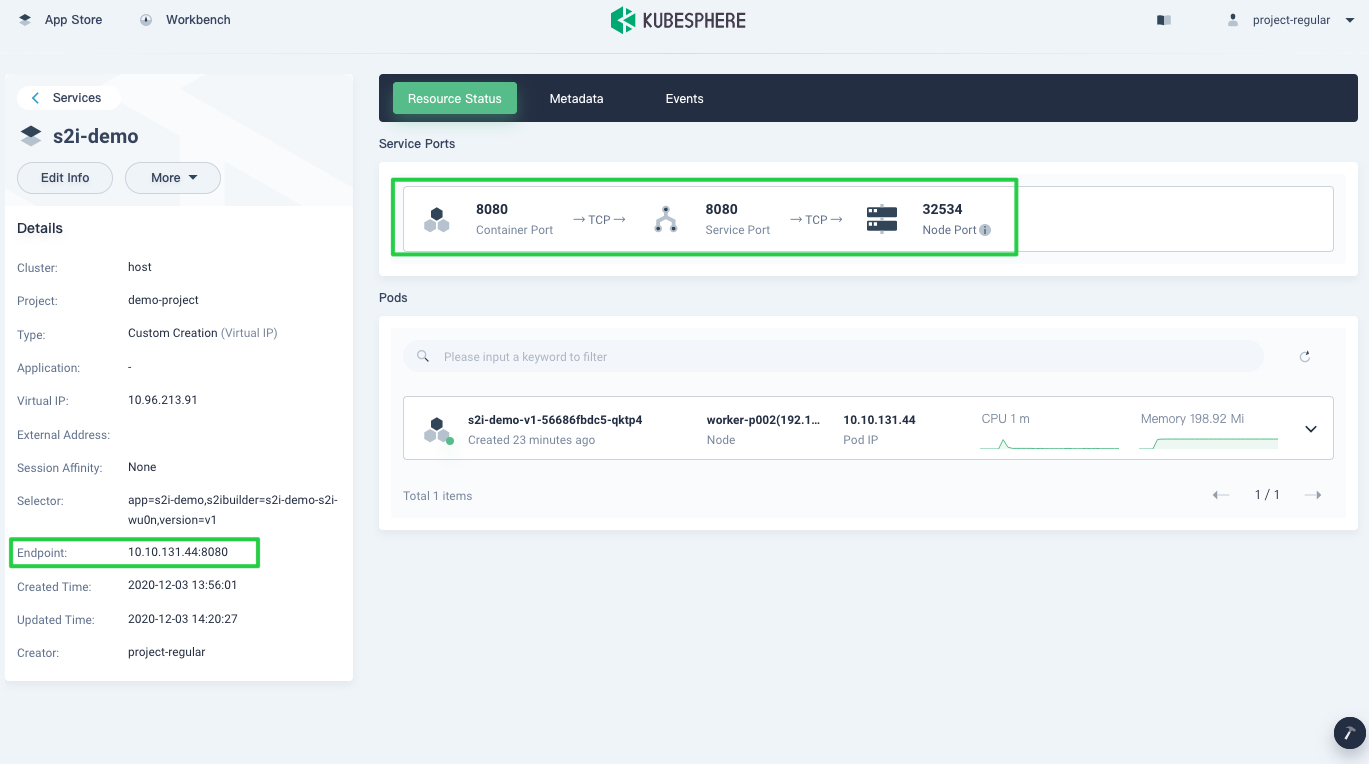 App Store
Workbench
KUBESPHERE
project-regular
Services
s2i-demo
Edit Info
More
Details
Cluster: host
Project: demo-project
Type: Custom Creation (Virtual IP)
Application: -
Virtual IP: 10.96.213.91
External Address:
Session Affinity: None
Selector: app=s2i-demo,s2ibuilder=s2i-demo-s2i-
wu0n,version=v1
Endpoint: 10.10.131.44:8080
Created Time: 2020-12-03 13:56:01
Updated Time: 2020-12-03 14:20:27
Creator: project-regular
Resource Status
Metadata
Events
Service Ports
8080
Container Port
→ TCP →
8080
Service Port
→ TCP →
32534
Node Port
Pods
Please input a keyword to filter
s2i-demo-v1-56686fbdc5-qktp4
Created 23 minutes ago
worker-p002(192.1...
Node
10.10.131.44
Pod IP
CPU 1 m
Memory 198.92 Mi
Total 1 items
1 / 1